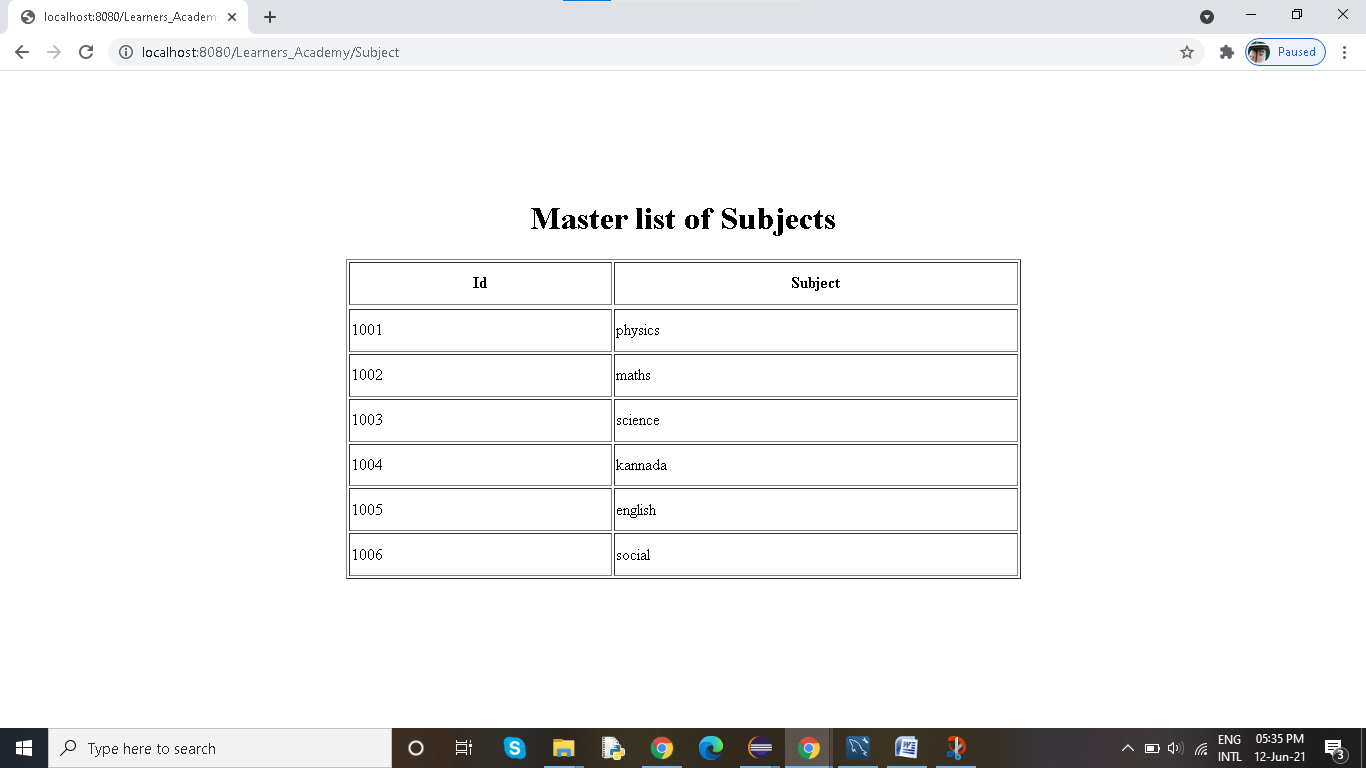 localhost:8080/Learners_Academ
localhost:8080/Learners_Academy/Subject
Paused
Master list of Subjects
Id Subject
1001 physics
1002 maths
1003 science
1004 kannada
1005 english
1006 social
Type here to search
ENG 05:35 PM
INTL 12-Jun-21
3